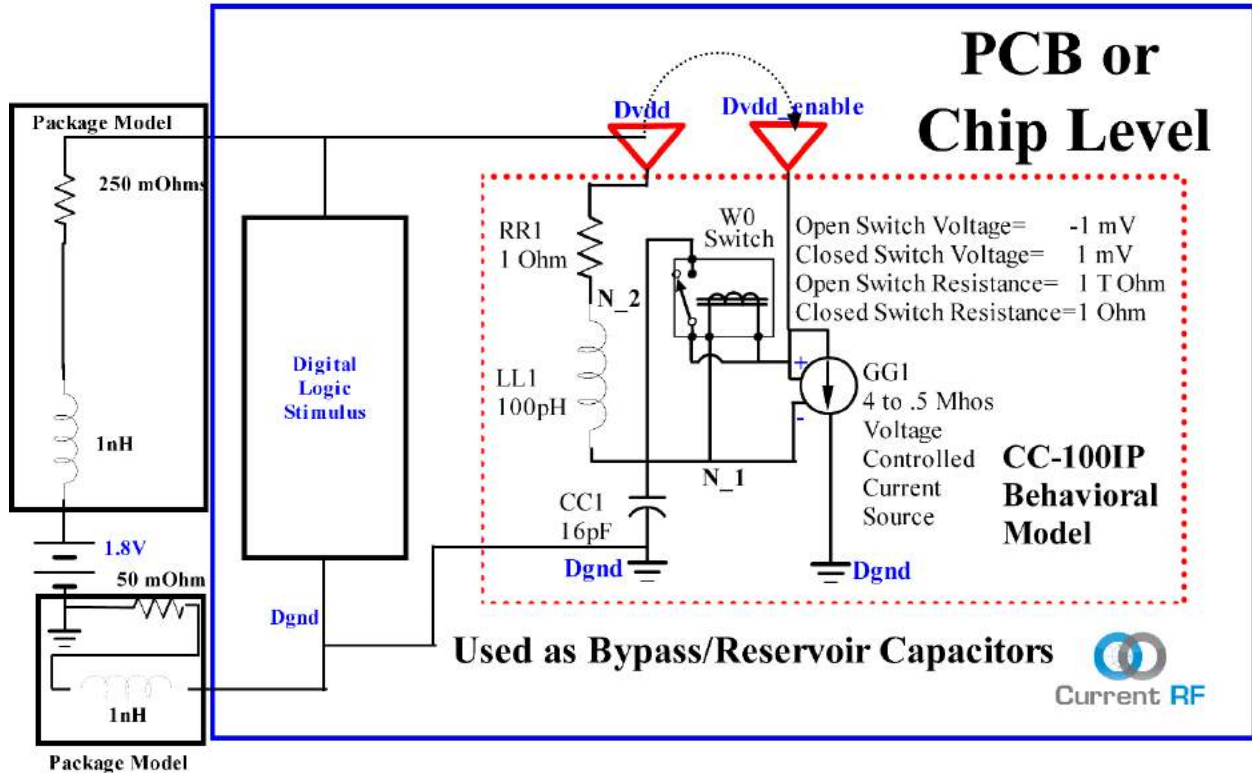 PCB or
Chip Level
Package Model
250 mOhms
1nH
1.8V
50 mOhm
1nH
Package Model
Digital
Logic
Stimulus
Dgnd
Dvdd
Dvdd_enable
RR1
1 Ohm
N_2
LL1
100pH
W0
Switch
Open Switch Voltage= -1 mV
Closed Switch Voltage= 1 mV
Open Switch Resistance= 1 T Ohm
Closed Switch Resistance=1 Ohm
+
-
GG1
4 to .5 Mhos
Voltage
Controlled
Current
Source
N_1
CC1
16pF
Dgnd
Dgnd
CC-100IP
Behavioral
Model
Used as Bypass/Reservoir Capacitors
Current RF